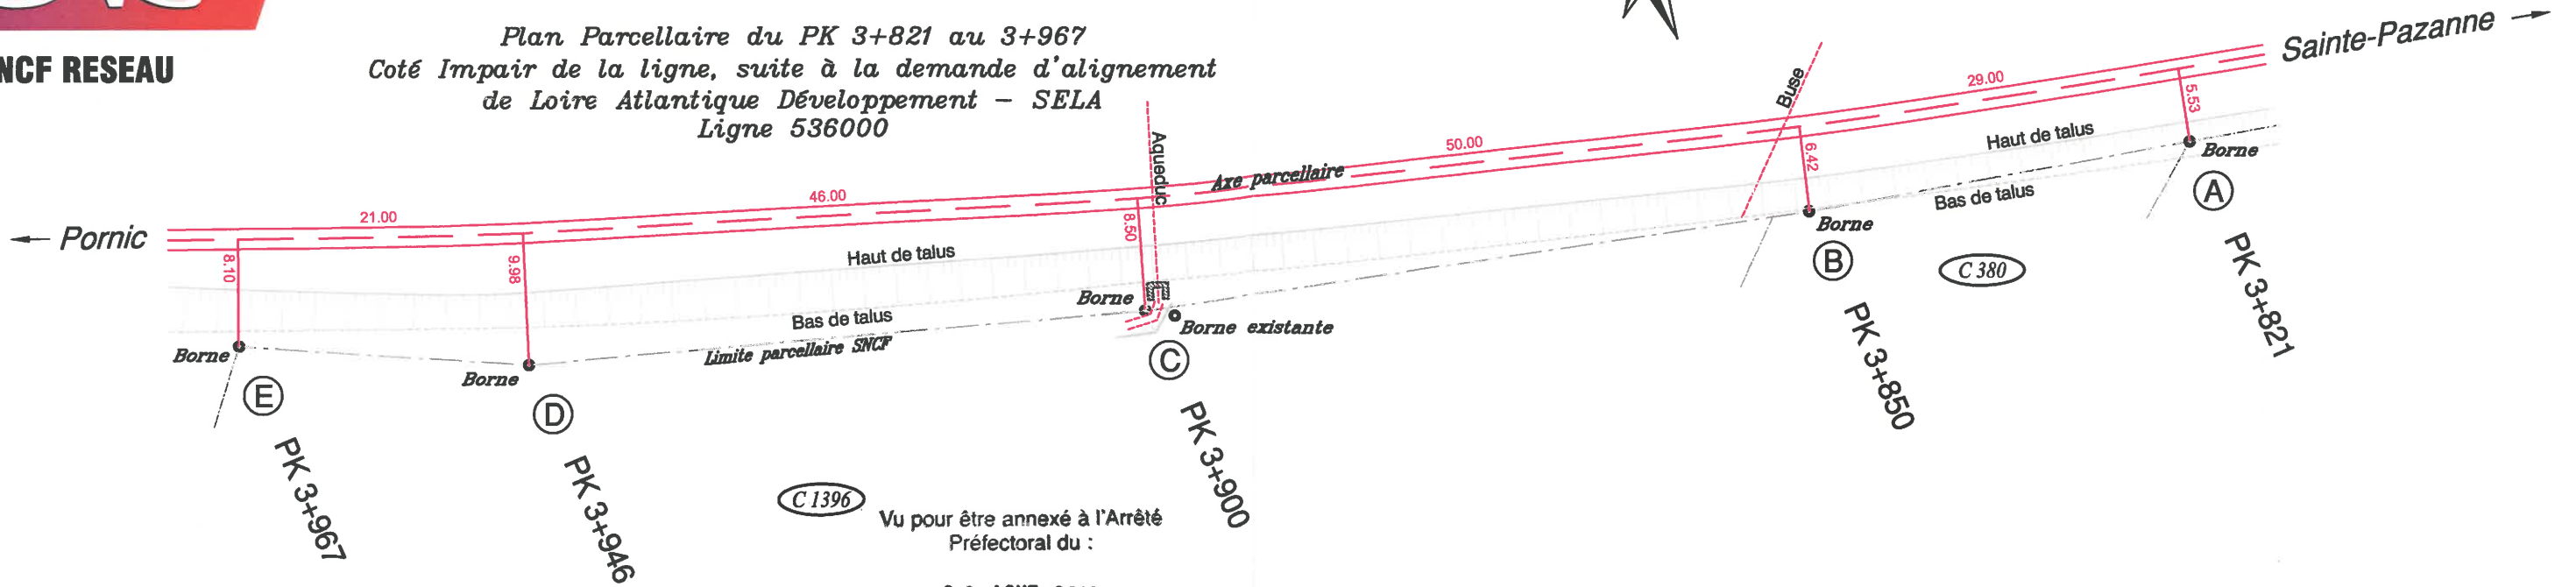 NCF RESEAU
Plan Parcellaire du PK 3+821 au 3+967
Coté Impair de la ligne, suite à la demande d'alignement
de Loire Atlantique Développement - SELA
Ligne 536000
Sainte-Pazanne
Pornic
Buse
Aqueduc
29.00
50.00
46.00
21.00
5.53
6.42
8.50
9.98
8.10
Axe parcellaire
Haut de talus
Bas de talus
Haut de talus
Bas de talus
Limite parcellaire SNCF
Borne
A
PK 3+821
Borne
B
PK 3+850
C 380
Borne
Borne existante
C
PK 3+900
Borne
D
PK 3+946
Borne
E
PK 3+967
C 1396
Vu pour être annexé à l'Arrêté
Préfectoral du :